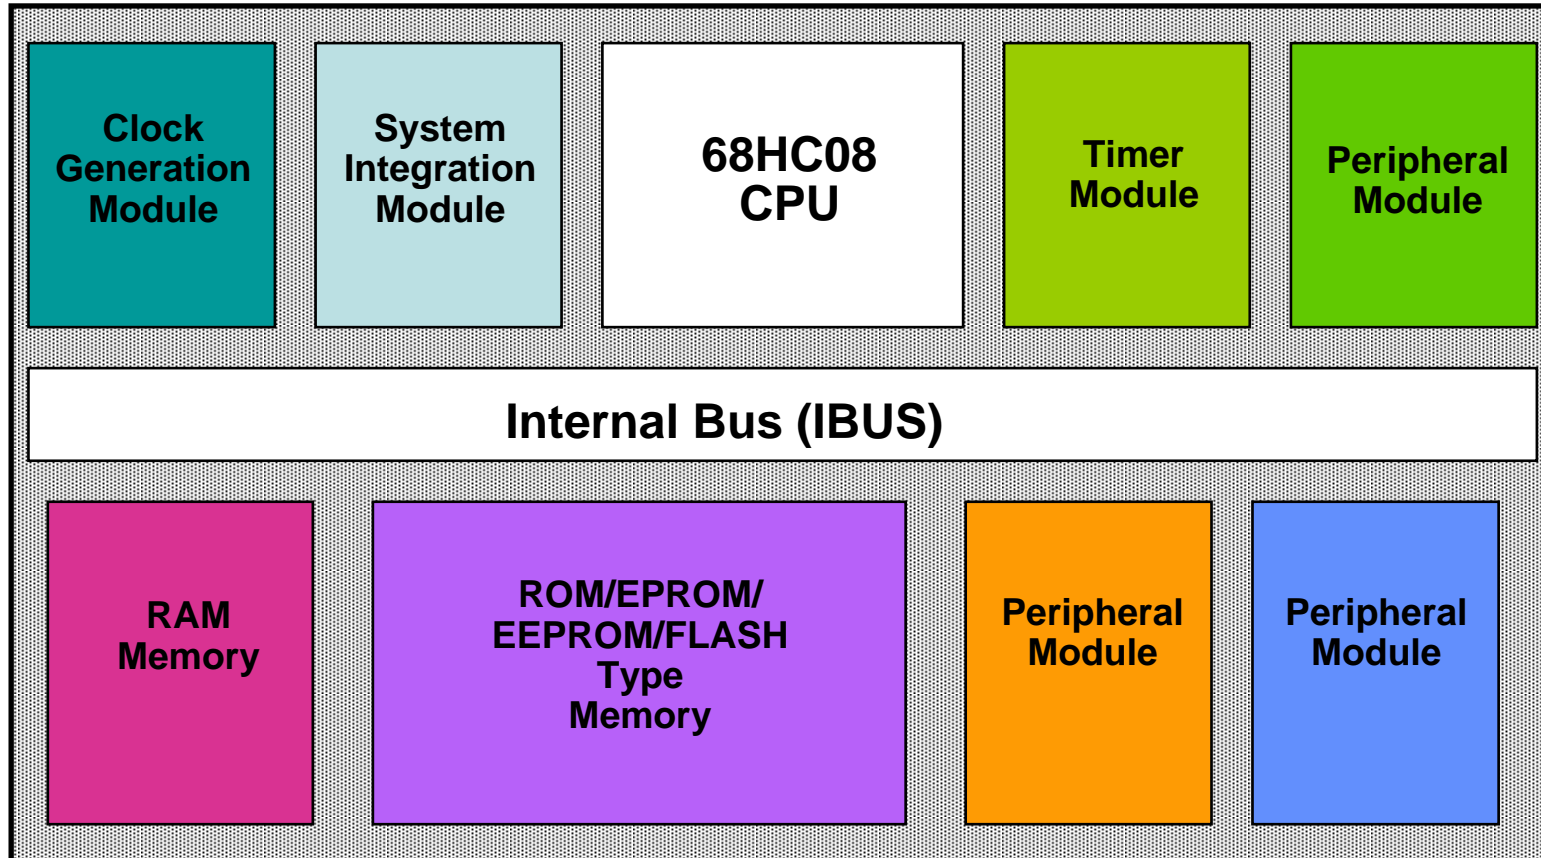 Clock
Generation
Module
System
Integration
Module
68HC08
CPU
Timer
Module
Peripheral
Module
Internal Bus (IBUS)
RAM
Memory
ROM/EPROM/
EEPROM/FLASH
Type
Memory
Peripheral
Module
Peripheral
Module